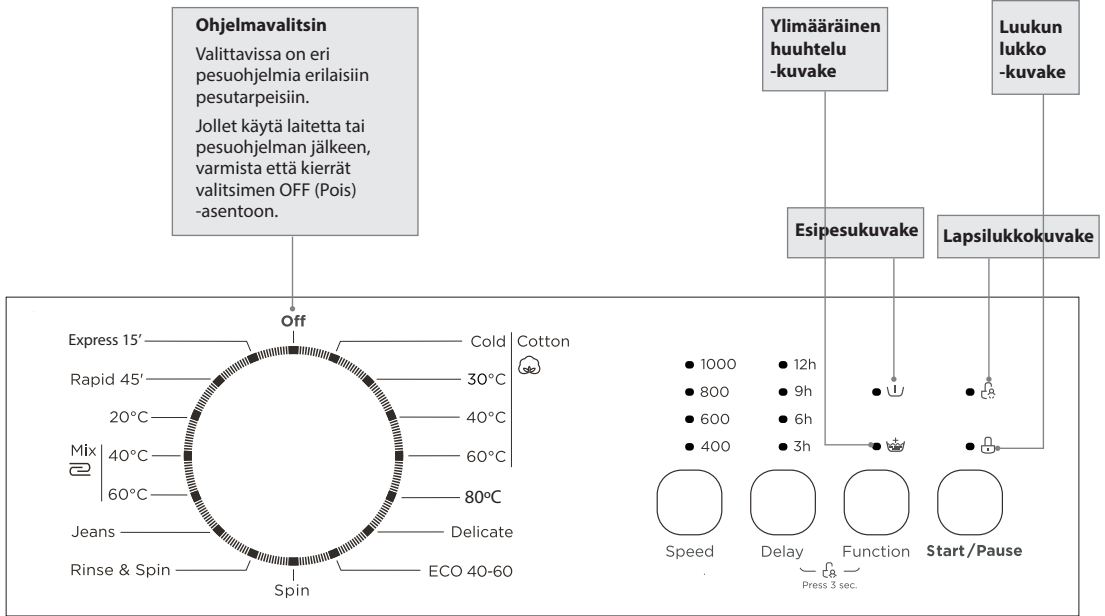 Ohjelmavalitsin
Valittavissa on eri
pesuohjelmia erilaisiin
pesutarpeisiin.
Jollet käytä laitetta tai
pesuohjelman jälkeen,
varmista että kierrät
valitsimen OFF (Pois)
-asentoon.
Ylimääräinen
huuhtelu
-kuvake
Luukun
lukko
-kuvake
Esipesukuvake
Lapsilukkokuvake
Off
Express 15’
Rapid 45'
20°C
Mix
40°C
60°C
Jeans
Rinse & Spin
Spin
Cold
Cotton
30°C
40°C
60°C
80ºC
Delicate
ECO 40-60
1000
800
600
400
12h
9h
6h
3h
Speed
Delay
Function
Start/Pause
Press 3 sec.